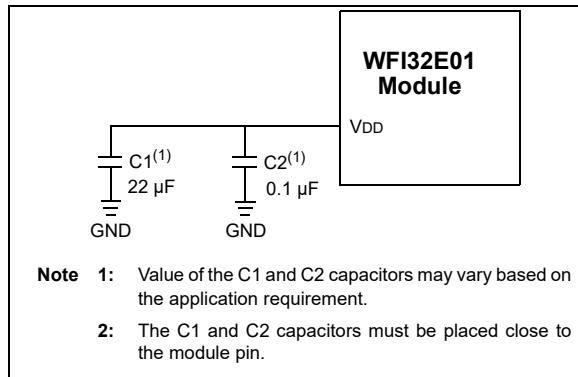 WFI32E01
Module
VDD
C1(1)
22 µF
GND
C2(1)
0.1 µF
GND
Note 1: Value of the C1 and C2 capacitors may vary based on
the application requirement.
2: The C1 and C2 capacitors must be placed close to
the module pin.